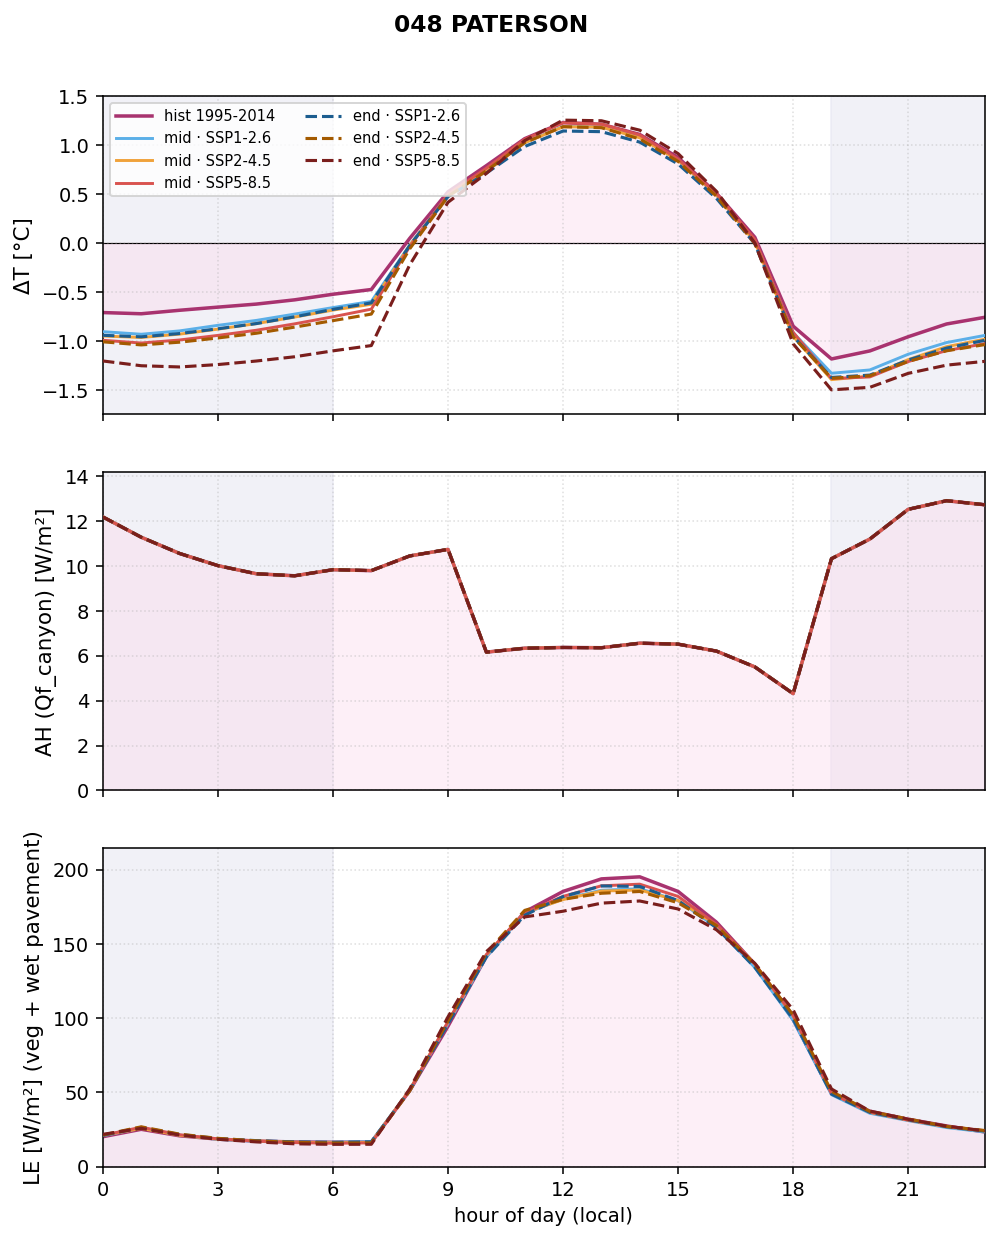 048 PATERSON
hist 1995-2014
mid · SSP1-2.6
mid · SSP2-4.5
mid · SSP5-8.5
end · SSP1-2.6
end · SSP2-4.5
end · SSP5-8.5
ΔT [°C]
1.5
1.0
0.5
0.0
−0.5
−1.0
−1.5
AH (Qf_canyon) [W/m²]
14
12
10
8
6
4
2
0
LE [W/m²] (veg + wet pavement)
200
150
100
50
0
0 3 6 9 12 15 18 21
hour of day (local)